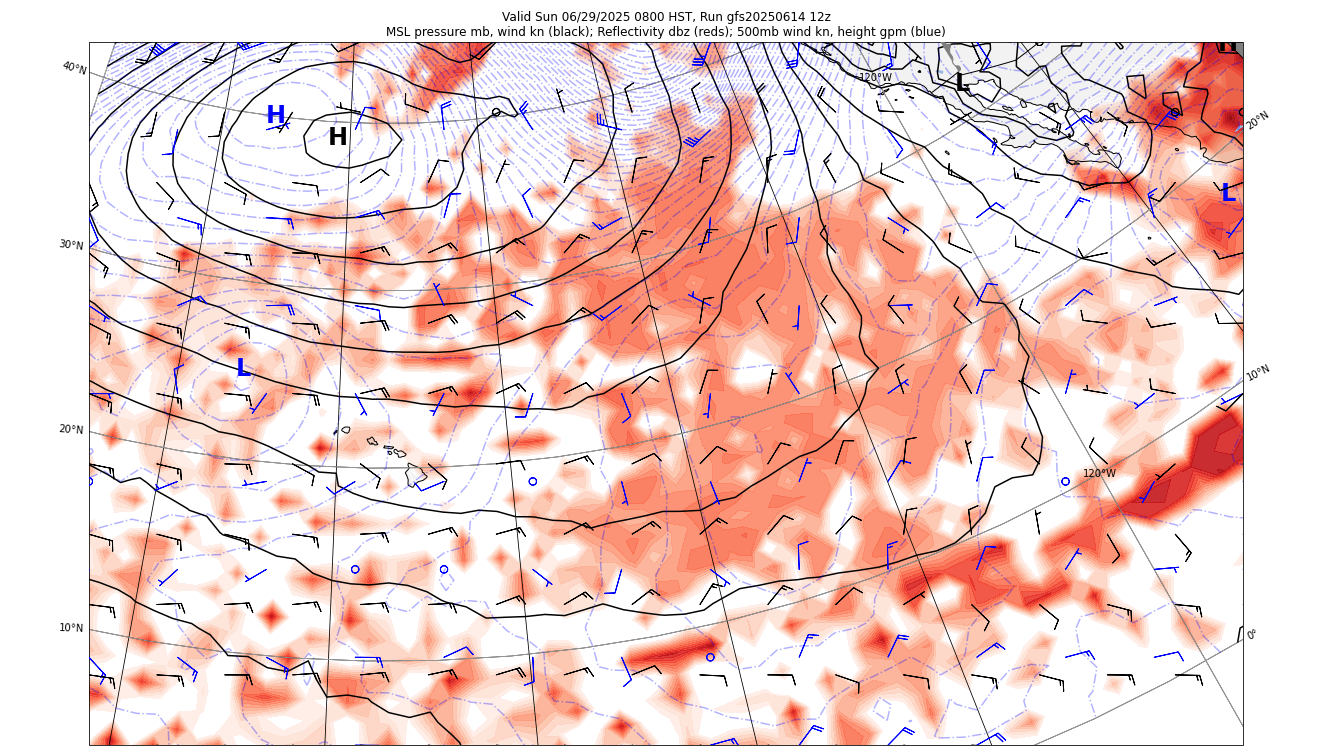 Valid Sun 06/29/2025 0800 HST, Run gfs20250614 12z
MSL pressure mb, wind kn (black); Reflectivity dbz (reds); 500mb wind kn, height gpm (blue)
H
40°N
120°W
L
H
20°N
H
L
30°N
L
10°N
20°N
120°W
10°N
0°